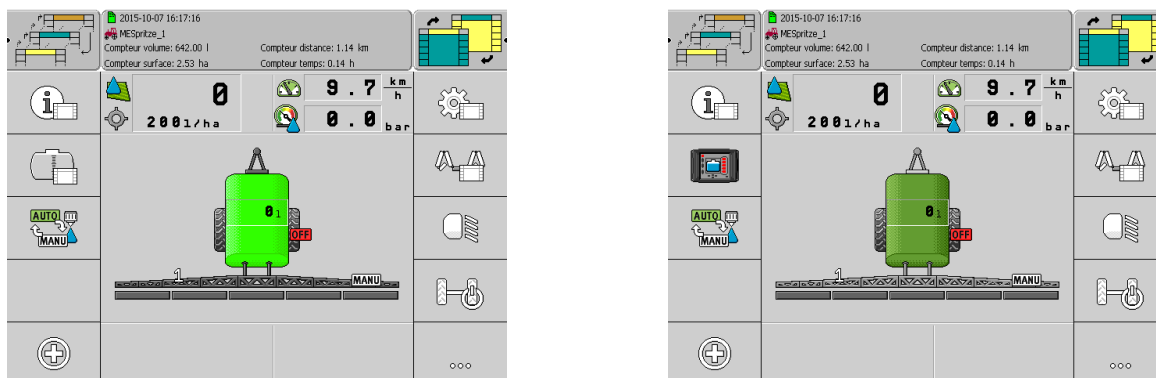 2015-10-07 16:17:16
MESpritze_1
Compteur volume: 642.00 l Compteur distance: 1.14 km
Compteur surface: 2.53 ha Compteur temps: 0.14 h
0
9.7 km/h
200l/ha
0.0 bar
AUTO
MANU
0l
OFF
1
MANU
2015-10-07 16:17:16
MESpritze_1
Compteur volume: 642.00 l Compteur distance: 1.14 km
Compteur surface: 2.53 ha Compteur temps: 0.14 h
0
9.7 km/h
200l/ha
0.0 bar
AUTO
MANU
0l
OFF
1
MANU